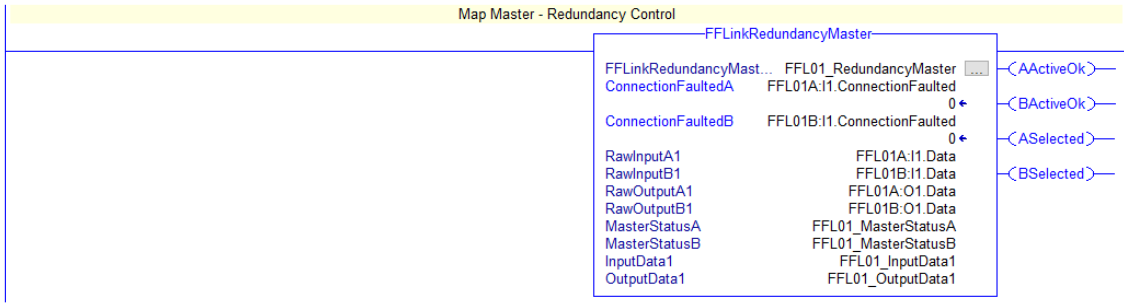 Map Master - Redundancy Control
FFLinkRedundancyMaster
FFLinkRedundancyMast... FFL01_RedundancyMaster ... AActiveOk
ConnectionFaultedA FFL01A:I1.ConnectionFaulted
0 BActiveOk
ConnectionFaultedB FFL01B:I1.ConnectionFaulted
0 ASelected
RawInputA1 FFL01A:I1.Data
RawInputB1 FFL01B:I1.Data BSelected
RawOutputA1 FFL01A:O1.Data
RawOutputB1 FFL01B:O1.Data
MasterStatusA FFL01_MasterStatusA
MasterStatusB FFL01_MasterStatusB
InputData1 FFL01_InputData1
OutputData1 FFL01_OutputData1